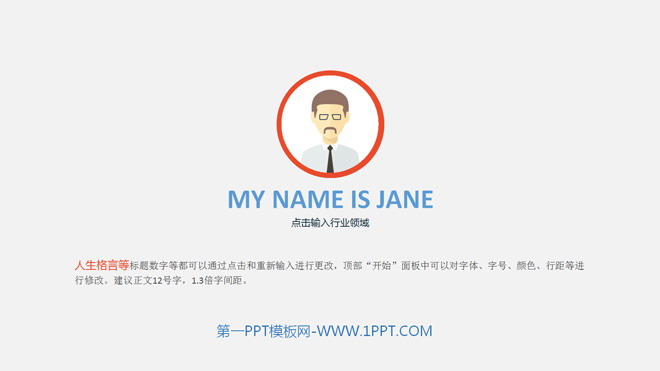 MY NAME IS JANE
点击输入行业领域
人生格言等标题数字等都可以通过点击和重新输入进行更改，顶部“开始”面板中可以对字体、字号、颜色、行距等进
行修改。建议正文12号字，1.3倍字间距。
第一PPT模板网-WWW.1PPT.COM